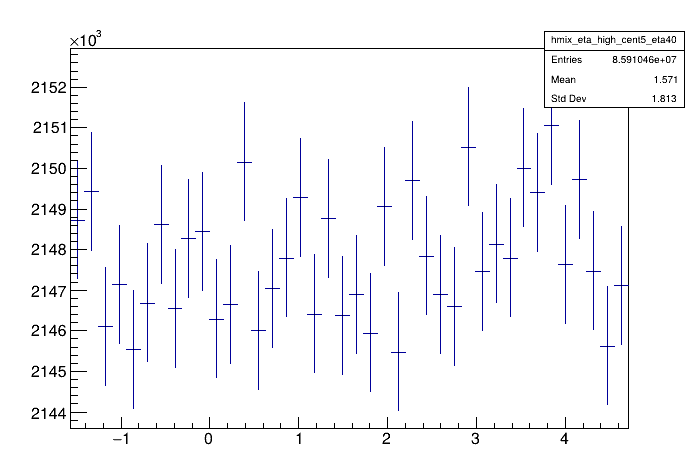 ×10³
hmix_eta_high_cent5_eta40
Entries 8.591046e+07
Mean 1.571
Std Dev 1.813
2152
2151
2150
2149
2148
2147
2146
2145
2144
−1 0 1 2 3 4